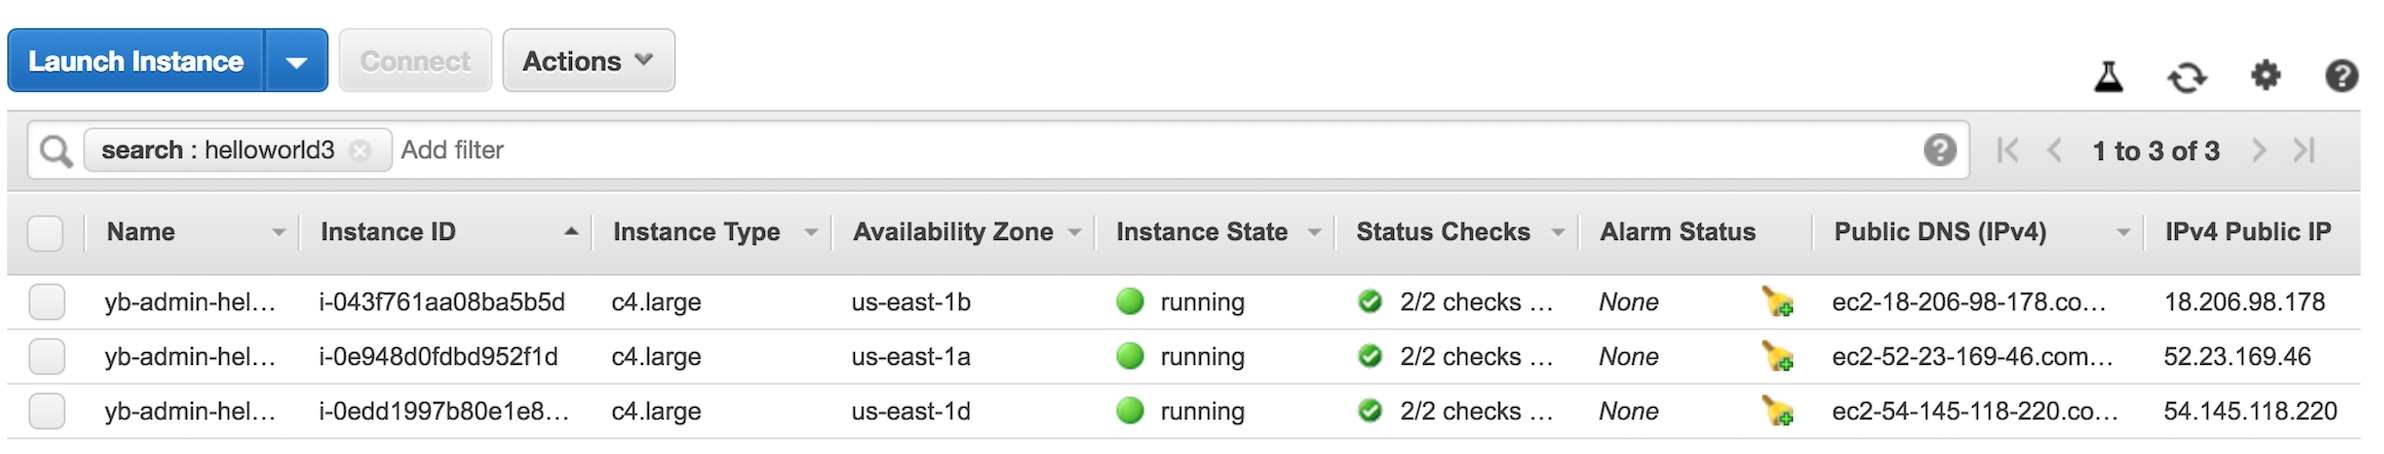 Launch Instance Connect Actions
search : helloworld3 Add filter 1 to 3 of 3
Name Instance ID Instance Type Availability Zone Instance State Status Checks Alarm Status Public DNS (IPv4) IPv4 Public IP
yb-admin-hel... i-043f761aa08ba5b5d c4.large us-east-1b running 2/2 checks ... None ec2-18-206-98-178.co... 18.206.98.178
yb-admin-hel... i-0e948d0fdbd952f1d c4.large us-east-1a running 2/2 checks ... None ec2-52-23-169-46.com... 52.23.169.46
yb-admin-hel... i-0edd1997b80e1e8... c4.large us-east-1d running 2/2 checks ... None ec2-54-145-118-220.co... 54.145.118.220